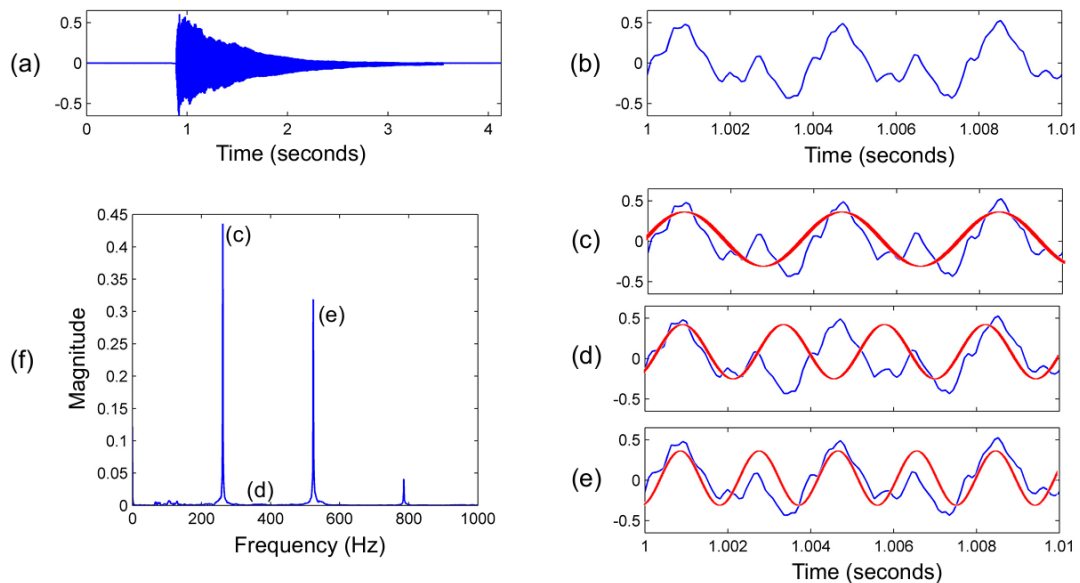 (a)
0.5
0
-0.5
0 1 2 3 4
Time (seconds)
(b)
0.5
0
-0.5
1 1.002 1.004 1.006 1.008 1.01
Time (seconds)
(f)
Magnitude
0.45
0.4
0.35
0.3
0.25
0.2
0.15
0.1
0.05
0
(c)
(e)
(d)
0 200 400 600 800 1000
Frequency (Hz)
(c)
0.5
0
-0.5
(d)
0.5
0
-0.5
(e)
0.5
0
-0.5
1 1.002 1.004 1.006 1.008 1.01
Time (seconds)